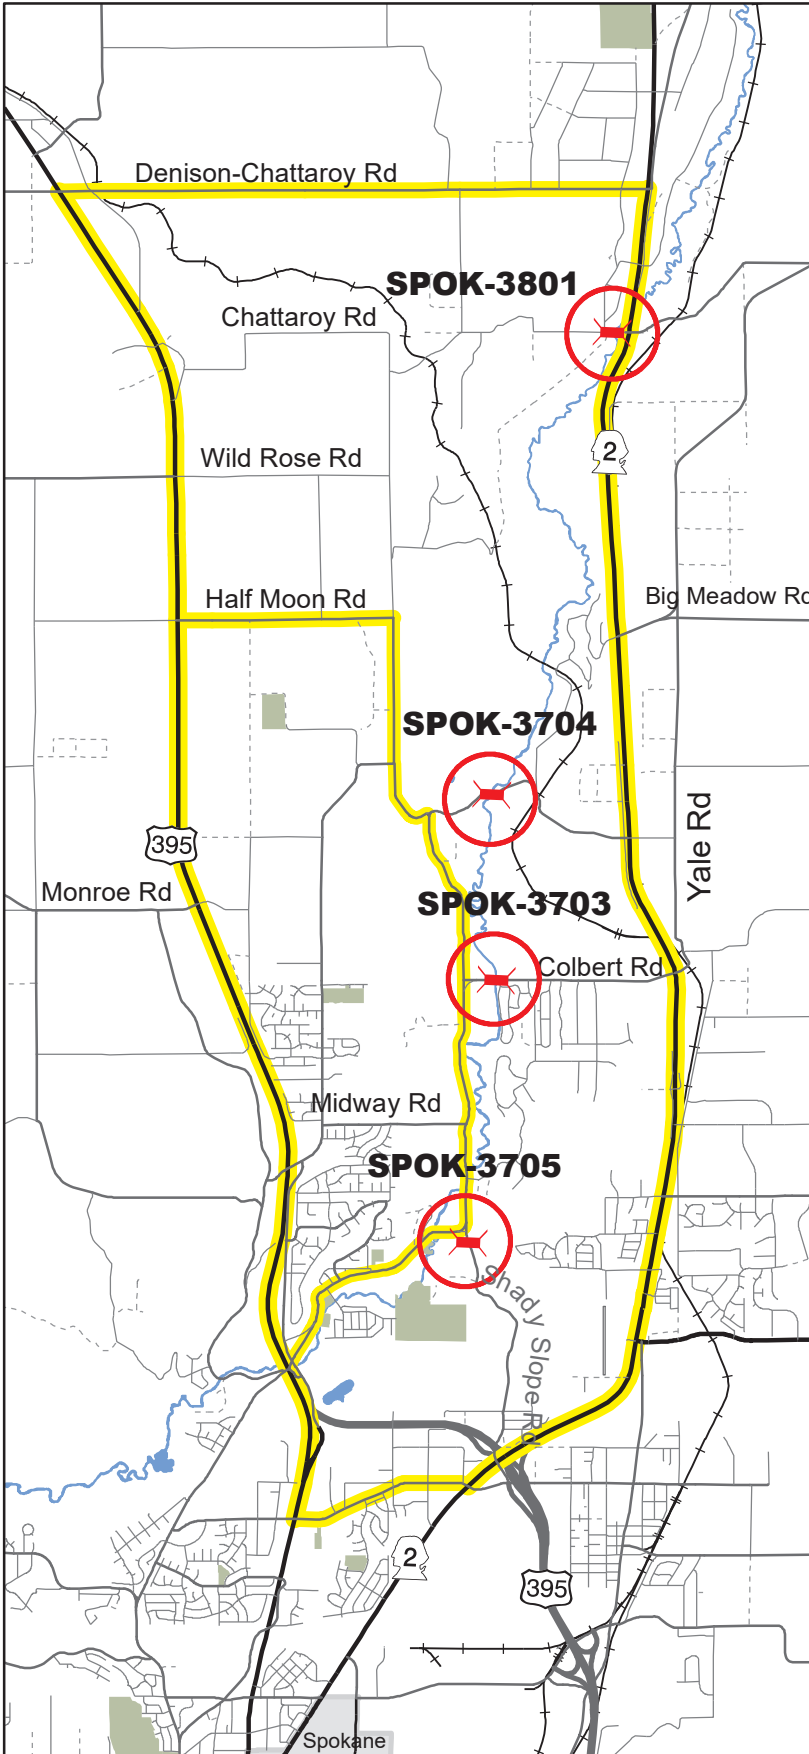 Denison-Chattaroy Rd
SPOK-3801
Chattaroy Rd
2
Wild Rose Rd
Half Moon Rd
Big Meadow Rd
SPOK-3704
395
Yale Rd
Monroe Rd
SPOK-3703
Colbert Rd
Midway Rd
SPOK-3705
Shady Slope Rd
2
395
Spokane